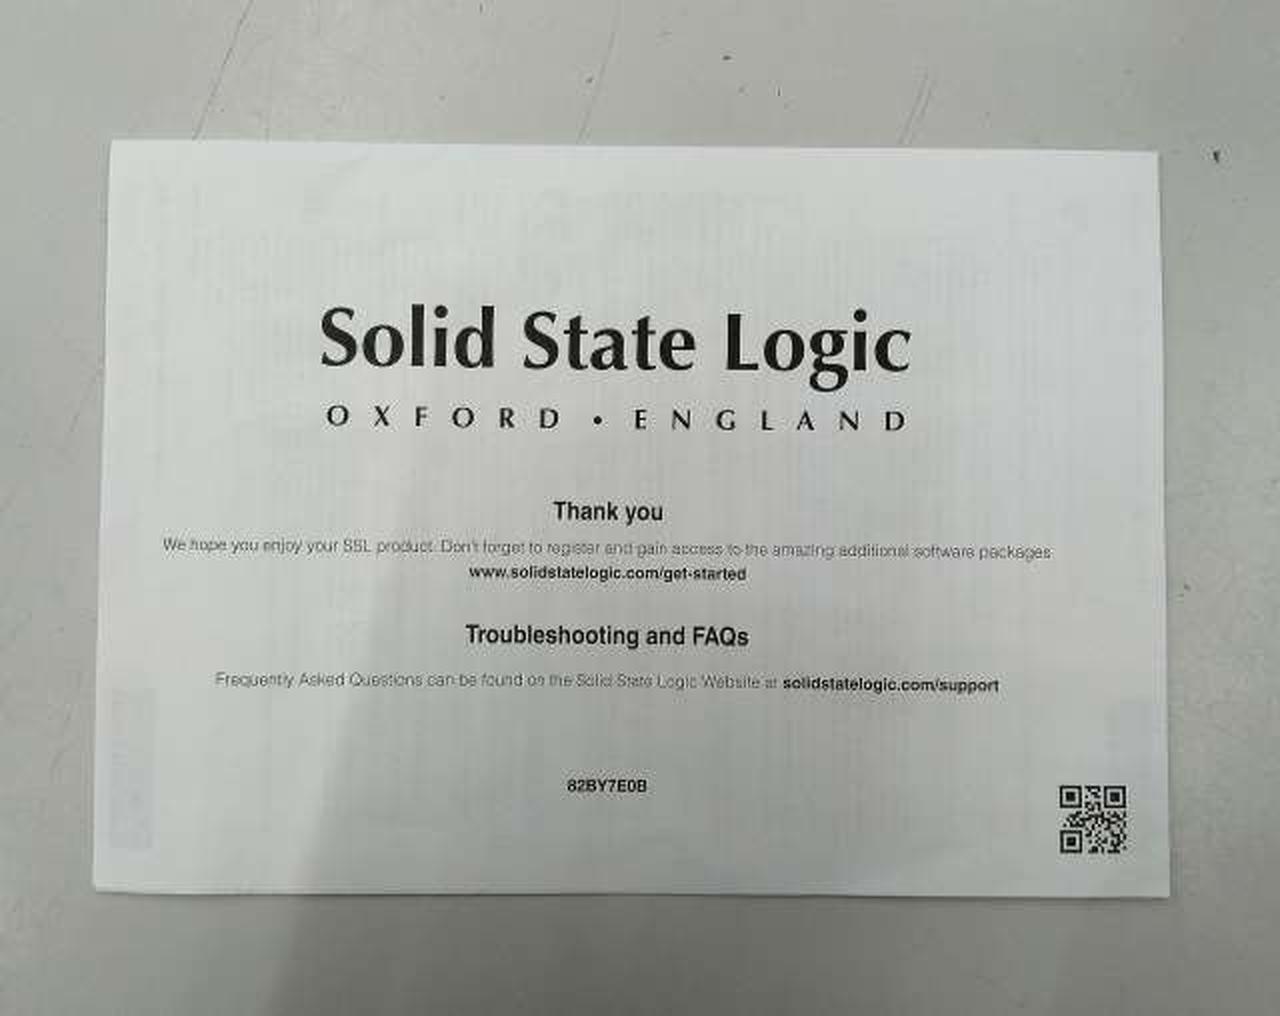 Solid State Logic
OXFORD • ENGLAND
Thank you
We hope you enjoy your SSL product. Don't forget to register and gain access to the amazing additional software packages
www.solidstatelogic.com/get-started
Troubleshooting and FAQs
Frequently Asked Questions can be found on the Solid State Logic Website at solidstatelogic.com/support
82BY7E0B